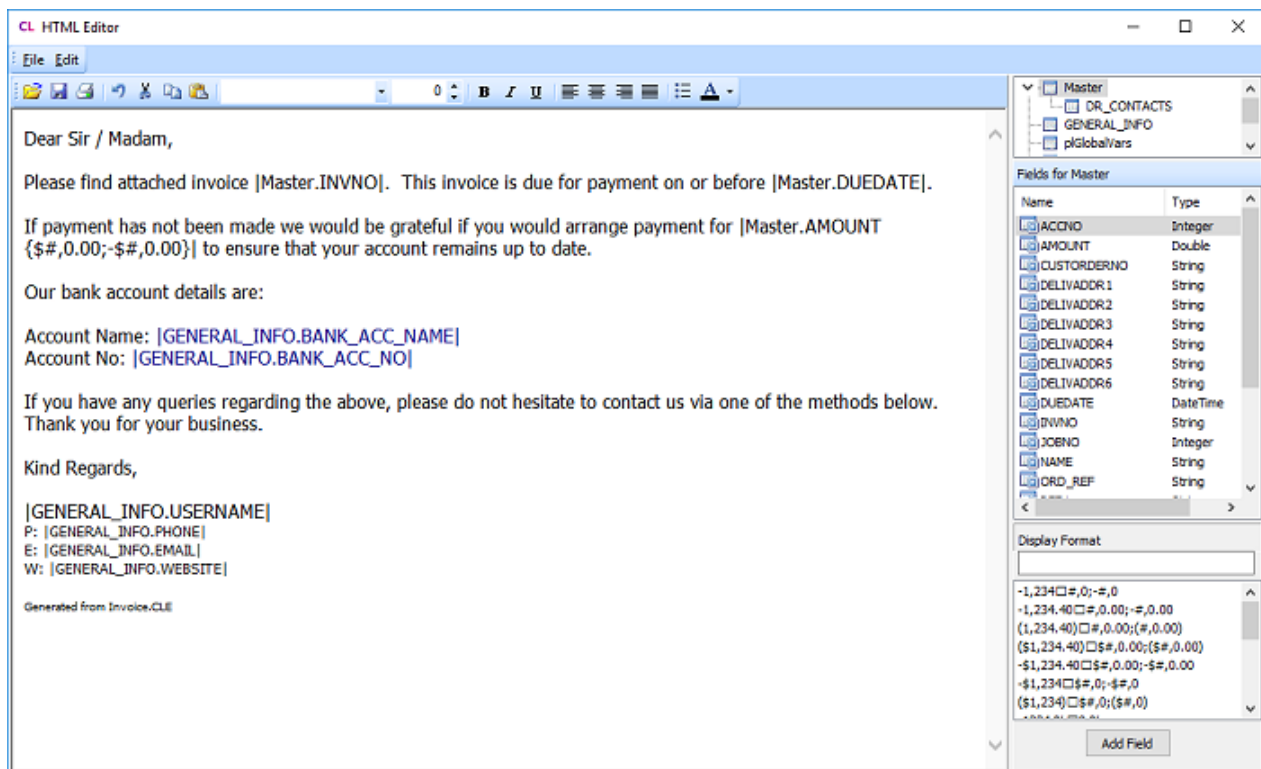 CL HTML Editor
File Edit
0 B I U A
Dear Sir / Madam,
Please find attached invoice |Master.INVNO|. This invoice is due for payment on or before |Master.DUEDATE|.
If payment has not been made we would be grateful if you would arrange payment for |Master.AMOUNT
{$#,0.00;-$#,0.00}| to ensure that your account remains up to date.
Our bank account details are:
Account Name: |GENERAL_INFO.BANK_ACC_NAME|
Account No: |GENERAL_INFO.BANK_ACC_NO|
If you have any queries regarding the above, please do not hesitate to contact us via one of the methods below.
Thank you for your business.
Kind Regards,
|GENERAL_INFO.USERNAME|
P: |GENERAL_INFO.PHONE|
E: |GENERAL_INFO.EMAIL|
W: |GENERAL_INFO.WEBSITE|
Generated from Invoice.CLE
Master
DR_CONTACTS
GENERAL_INFO
plGlobalVars
Fields for Master
Name Type
ACCNO Integer
AMOUNT Double
CUSTORDERNO String
DELIVADDR1 String
DELIVADDR2 String
DELIVADDR3 String
DELIVADDR4 String
DELIVADDR5 String
DELIVADDR6 String
DUEDATE DateTime
INVNO String
JOBNO Integer
NAME String
ORD_REF String
Display Format
-1,234□#,0;-#,0
-1,234.40□#,0.00;-#,0.00
(1,234.40)□#,0.00;(#,0.00)
($1,234.40)□$#,0.00;($#,0.00)
-$1,234.40□$#,0.00;-$#,0.00
-$1,234□$#,0;-$#,0
($1,234)□$#,0;($#,0)
Add Field